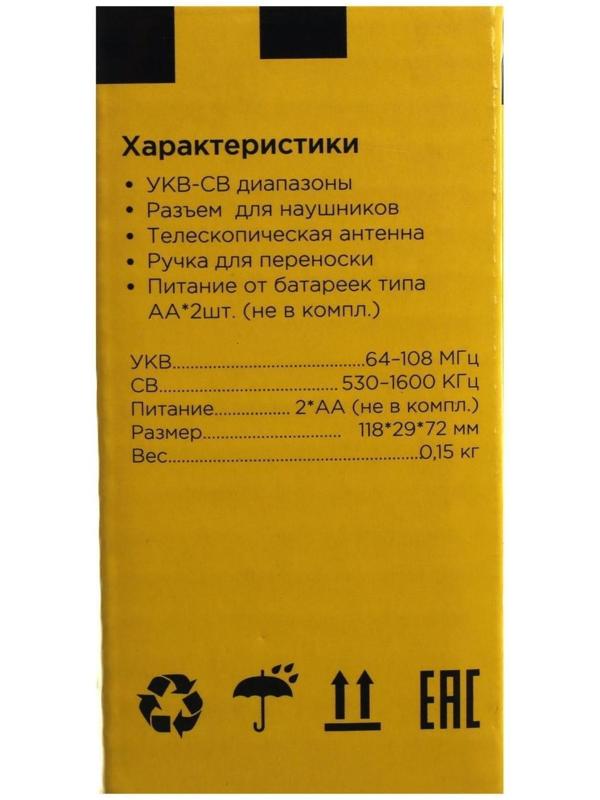 Характеристики
• УКВ-СВ диапазоны
• Разъем для наушников
• Телескопическая антенна
• Ручка для переноски
• Питание от батареек типа
АА*2шт. (не в компл.)
УКВ..............................64-108 МГц
СВ..............................530-1600 КГц
Питание............ 2*АА (не в компл.)
Размер...................... 118*29*72 мм
Вес........................................0,15 кг
EAC